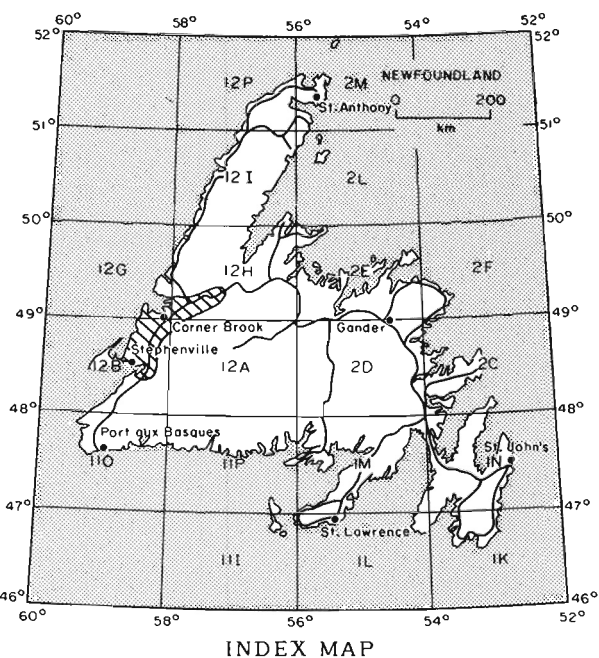 60° 58° 56° 54° 52°
52° 52°
12P 2M NEWFOUNDLAND
St. Anthony 0 200
km
51° 51°
12I 2L
50° 50°
12G 12H 2E 2F
49° 49°
Corner Brook Gander
Stephenville
12B 12A 2D 2C
48° 48°
Port aux Basques St. John's
11O 11P 1M 1N
47° 47°
St. Lawrence
11I 1L 1K
46° 46°
60° 58° 56° 54° 52°
INDEX MAP